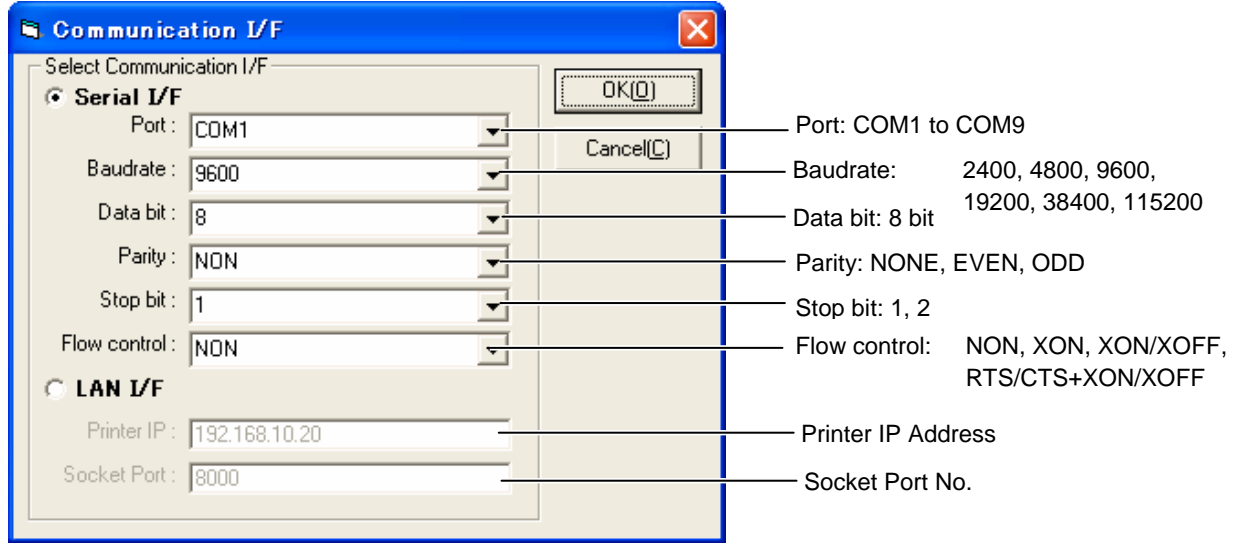 Communication I/F
Select Communication I/F
Serial I/F
Port : COM1
Baudrate : 9600
Data bit : 8
Parity : NON
Stop bit : 1
Flow control : NON
LAN I/F
Printer IP : 192.168.10.20
Socket Port : 8000
OK(O)
Cancel(C)
Port: COM1 to COM9
Baudrate: 2400, 4800, 9600,
19200, 38400, 115200
Data bit: 8 bit
Parity: NONE, EVEN, ODD
Stop bit: 1, 2
Flow control: NON, XON, XON/XOFF,
RTS/CTS+XON/XOFF
Printer IP Address
Socket Port No.